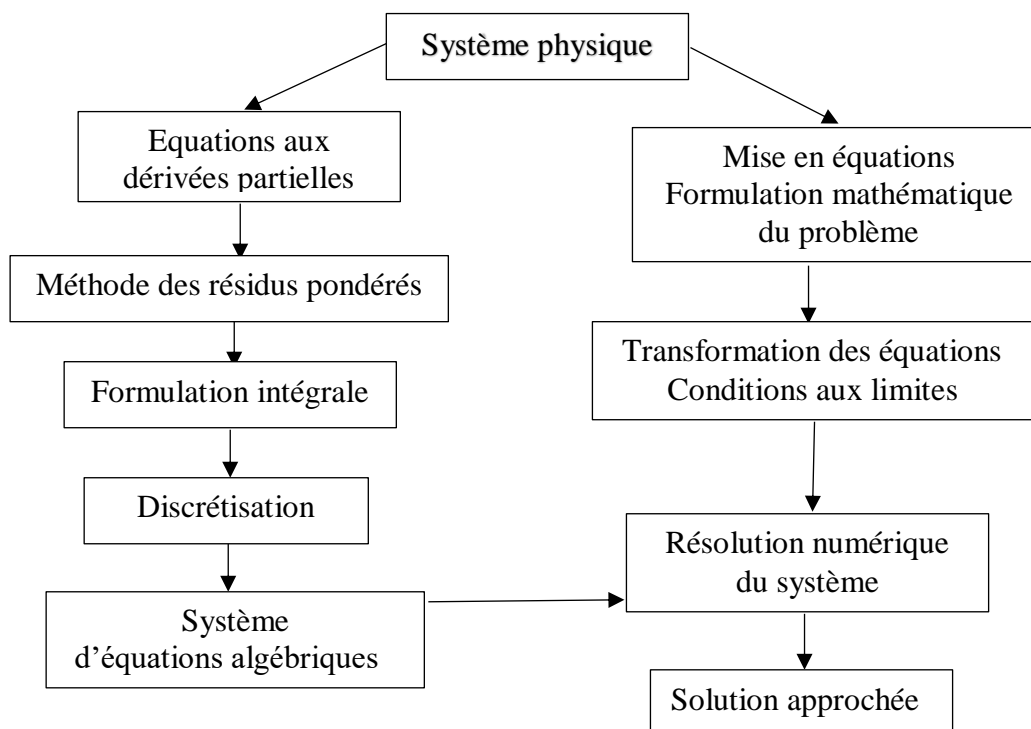 Système physique
Equations aux
dérivées partielles
Méthode des résidus pondérés
Formulation intégrale
Discrétisation
Système
d’équations algébriques
Mise en équations
Formulation mathématique
du problème
Transformation des équations
Conditions aux limites
Résolution numérique
du système
Solution approchée